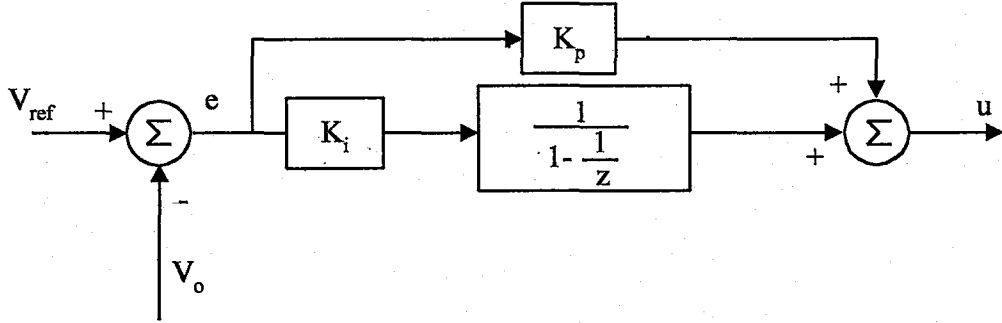 K_p
V_ref
+
Σ
e
K_i
1
1- 1
z
+
+
Σ
u
-
V_o